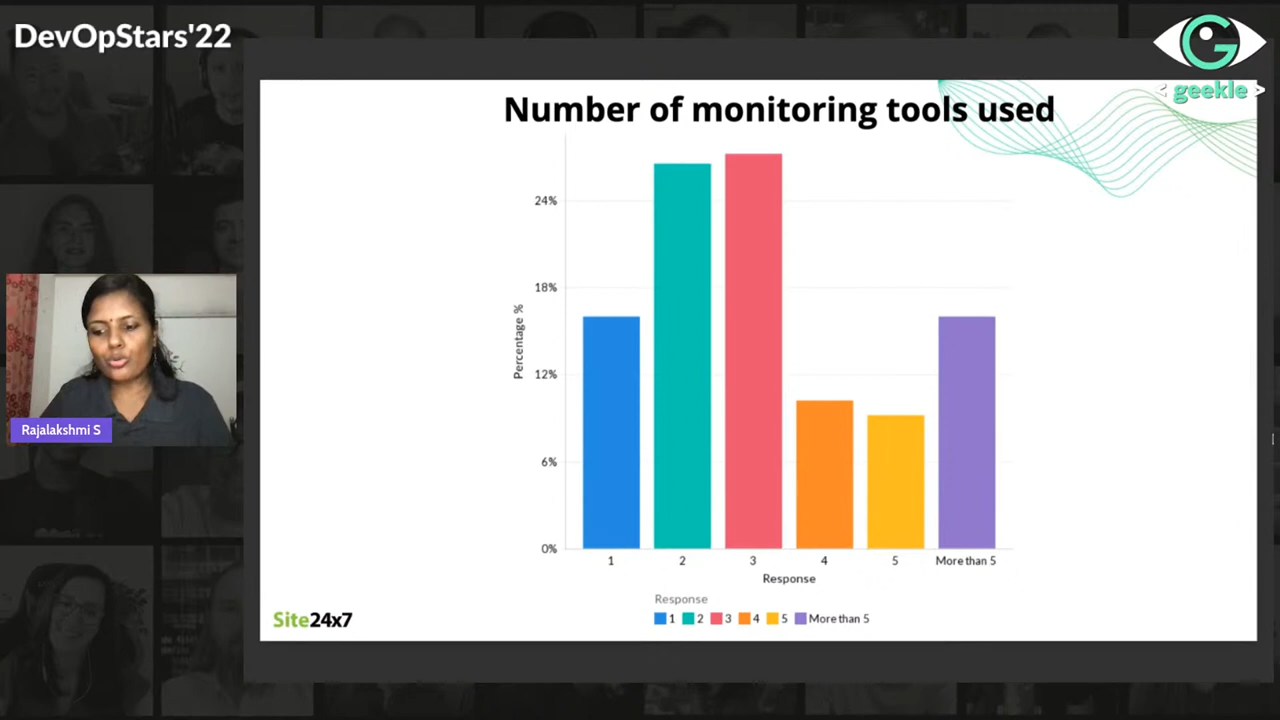 DevOpStars'22
G
< geekle >
Number of monitoring tools used
24%
18%
12%
6%
0%
Percentage %
1 2 3 4 5 More than 5
Response
Response
1 2 3 4 5 More than 5
Site24x7
Rajalakshmi S